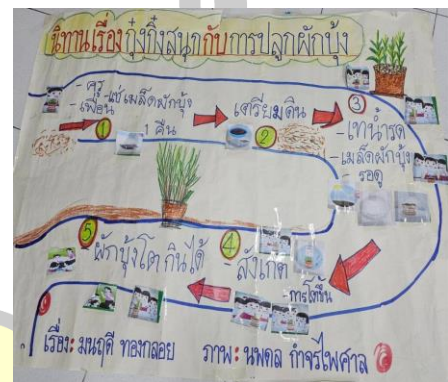 นิทานเรื่องกุ๋งกิ๋งสนุกกับการปลูกผักบุ้ง
- ครู
- เพื่อน
แช่เมล็ดผักบุ้ง
1 คืน
①
เตรียมดิน
②
③
- เทน้ำรด
- เมล็ดผักบุ้ง
- รอดู
④
- สังเกต
- การโตขึ้น
⑤
ผักบุ้งโต กินได้
เรื่อง: มนฤดี ทองกลอย
ภาพ: นพดล กำจรไพศาล